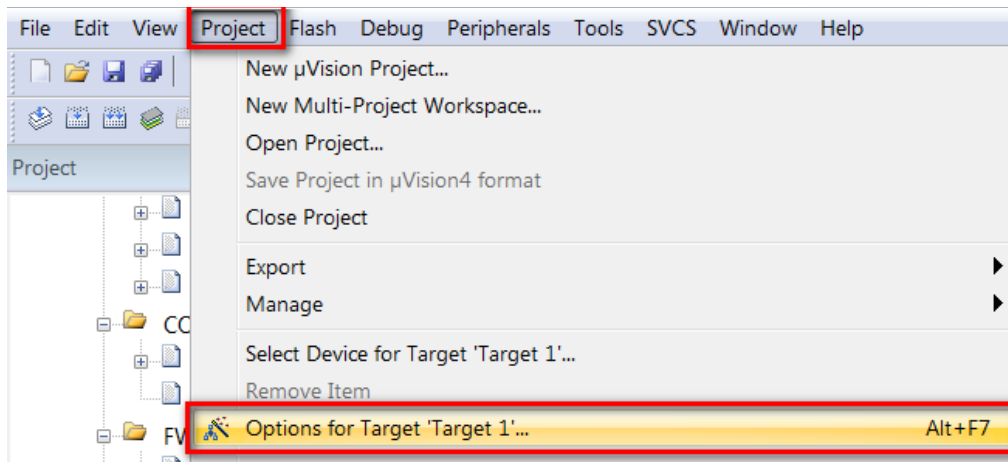 File Edit View Project Flash Debug Peripherals Tools SVCS Window Help
New µVision Project...
New Multi-Project Workspace...
Open Project...
Project
Save Project in µVision4 format
Close Project
Export
Manage
CO
Select Device for Target 'Target 1'...
Remove Item
FW
Options for Target 'Target 1'... Alt+F7